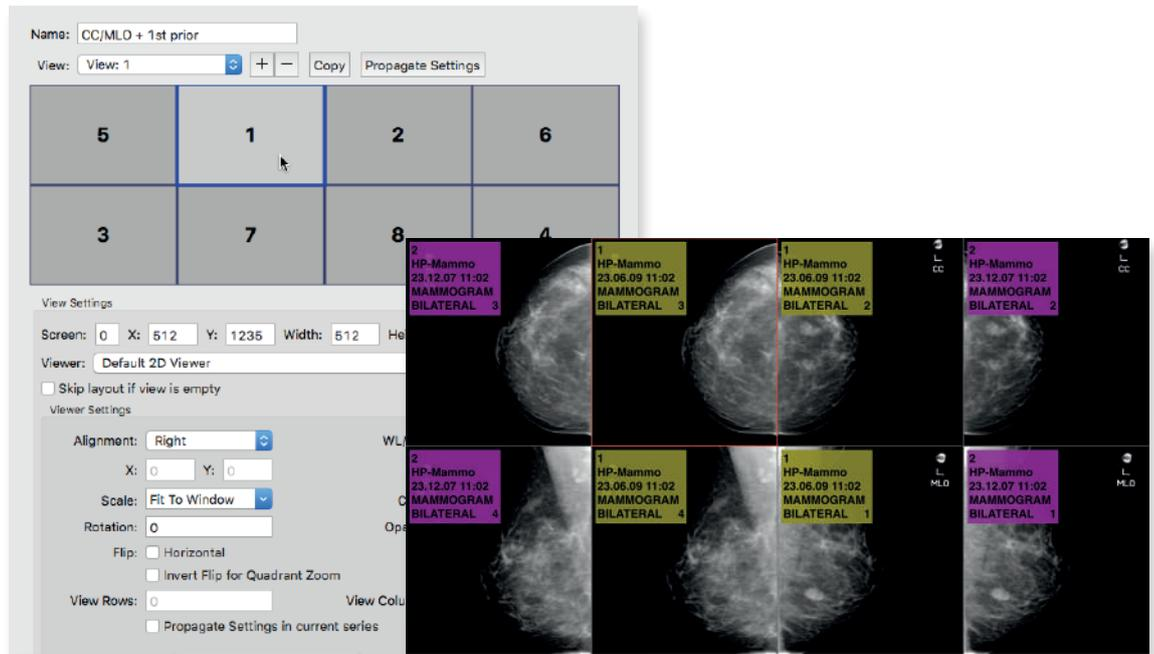 Name: CC/MLO + 1st prior
View: View: 1 + − Copy Propagate Settings
5 1 2 6
3 7 8 4
View Settings
Screen: 0 X: 512 Y: 1235 Width: 512 He
Viewer: Default 2D Viewer
Skip layout if view is empty
Viewer Settings
Alignment: Right WL/
X: 0 Y: 0
Scale: Fit To Window C
Rotation: 0 Opa
Flip: Horizontal
Invert Flip for Quadrant Zoom
View Rows: 0 View Colu
Propagate Settings in current series
2
HP-Mammo
23.12.07 11:02
MAMMOGRAM
BILATERAL 3
1
HP-Mammo
23.06.09 11:02
MAMMOGRAM
BILATERAL 3
1
HP-Mammo
23.06.09 11:02
MAMMOGRAM
BILATERAL 2
L
CC
2
HP-Mammo
23.12.07 11:02
MAMMOGRAM
BILATERAL 2
L
CC
2
HP-Mammo
23.12.07 11:02
MAMMOGRAM
BILATERAL 4
1
HP-Mammo
23.06.09 11:02
MAMMOGRAM
BILATERAL 4
1
HP-Mammo
23.06.09 11:02
MAMMOGRAM
BILATERAL 1
L
MLO
2
HP-Mammo
23.12.07 11:02
MAMMOGRAM
BILATERAL 1
L
MLO